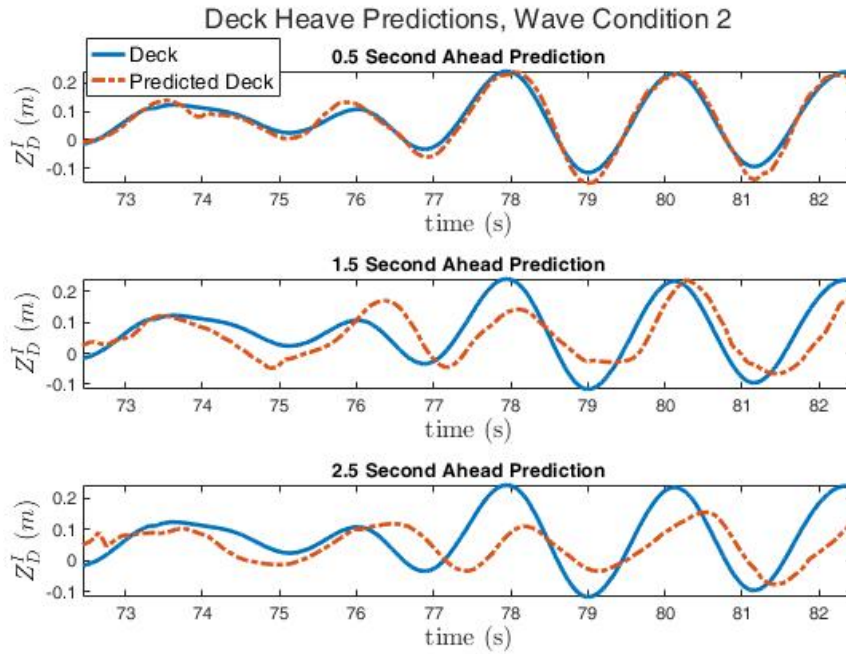 Deck Heave Predictions, Wave Condition 2
Deck
Predicted Deck
0.5 Second Ahead Prediction
Z_D^I (m)
0.2
0.1
0
-0.1
73 74 75 76 77 78 79 80 81 82
time (s)
1.5 Second Ahead Prediction
Z_D^I (m)
0.2
0.1
0
-0.1
73 74 75 76 77 78 79 80 81 82
time (s)
2.5 Second Ahead Prediction
Z_D^I (m)
0.2
0.1
0
-0.1
73 74 75 76 77 78 79 80 81 82
time (s)